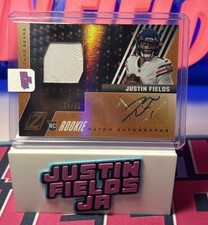 JUSTIN FIELDS
RC
ROOKIE
PATCH AUTOGRAPHS
JUSTIN
FIELDS
JR